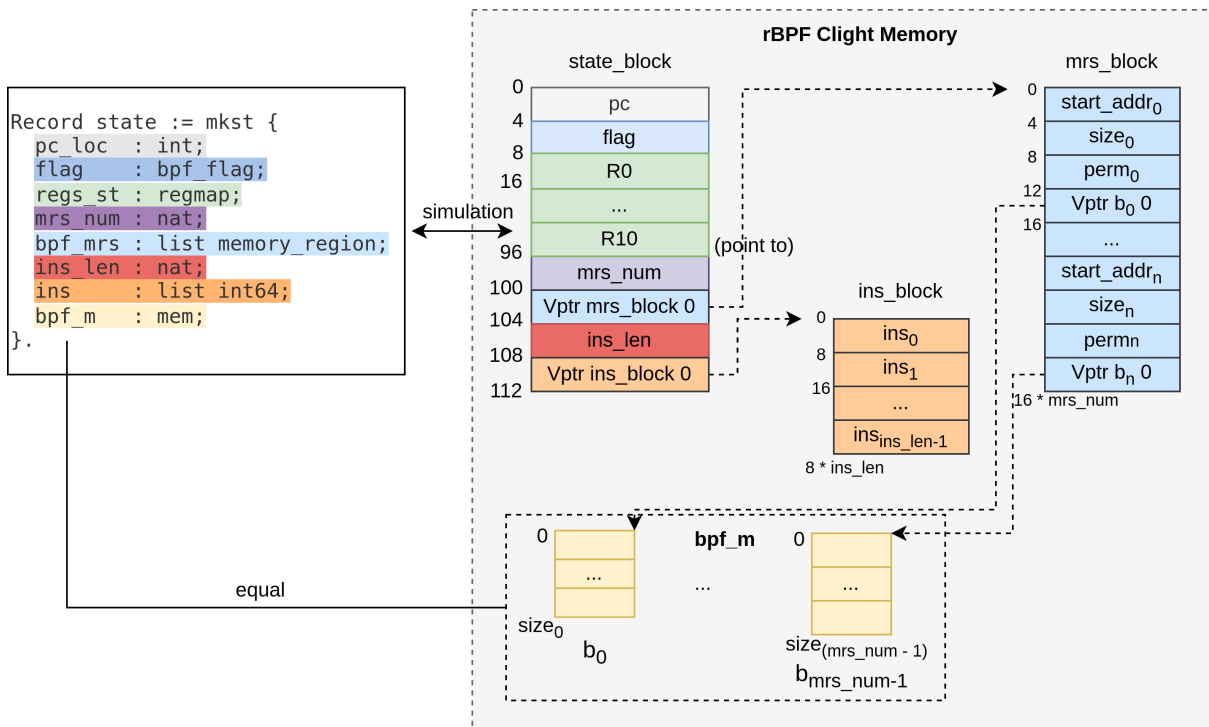 rBPF Clight Memory
Record state := mkst {
pc_loc : int;
flag : bpf_flag;
regs_st : regmap;
mrs_num : nat;
bpf_mrs : list memory_region;
ins_len : nat;
ins : list int64;
bpf_m : mem;
}.
simulation
state_block
0
pc
4
flag
8
R0
16
...
R10
96
mrs_num
100
Vptr mrs_block 0
104
ins_len
108
Vptr ins_block 0
112
(point to)
ins_block
0
ins0
8
ins1
16
...
insins_len-1
8 * ins_len
mrs_block
0
start_addr0
4
size0
8
perm0
12
Vptr b0 0
16
...
start_addrn
sizen
permn
Vptr bn 0
16 * mrs_num
equal
bpf_m
0
...
size0
b0
...
0
...
size(mrs_num - 1)
bmrs_num-1